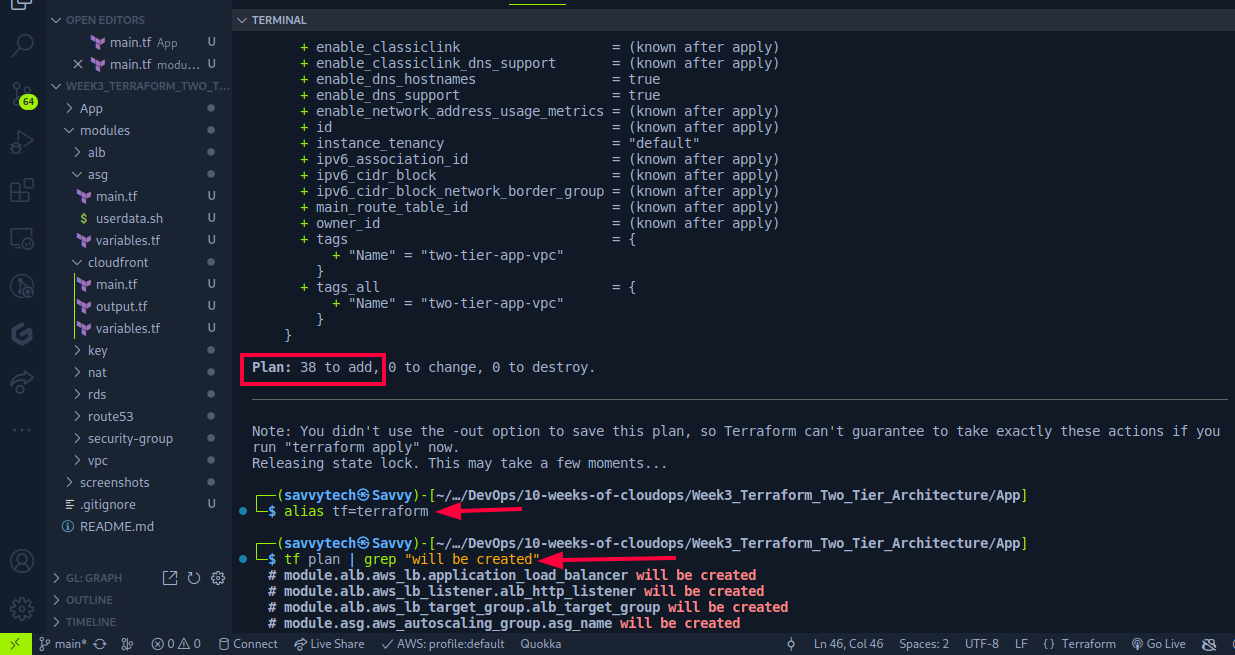 OPEN EDITORS
main.tf App U
main.tf modu... U
WEEK3_TERRAFORM_TWO_T...
App
modules
alb
asg
main.tf U
userdata.sh U
variables.tf U
cloudfront
main.tf U
output.tf U
variables.tf U
key
nat
rds
route53
security-group
vpc
screenshots
.gitignore U
README.md
GL: GRAPH
OUTLINE
TIMELINE
64
TERMINAL
+ enable_classiclink = (known after apply)
+ enable_classiclink_dns_support = (known after apply)
+ enable_dns_hostnames = true
+ enable_dns_support = true
+ enable_network_address_usage_metrics = (known after apply)
+ id = (known after apply)
+ instance_tenancy = "default"
+ ipv6_association_id = (known after apply)
+ ipv6_cidr_block = (known after apply)
+ ipv6_cidr_block_network_border_group = (known after apply)
+ main_route_table_id = (known after apply)
+ owner_id = (known after apply)
+ tags = {
+ "Name" = "two-tier-app-vpc"
}
+ tags_all = {
+ "Name" = "two-tier-app-vpc"
}
}
Plan: 38 to add, 0 to change, 0 to destroy.
Note: You didn't use the -out option to save this plan, so Terraform can't guarantee to take exactly these actions if you
run "terraform apply" now.
Releasing state lock. This may take a few moments...
┌──(savvytech㉿Savvy)-[~/…/DevOps/10-weeks-of-cloudops/Week3_Terraform_Two_Tier_Architecture/App]
└─$ alias tf=terraform
┌──(savvytech㉿Savvy)-[~/…/DevOps/10-weeks-of-cloudops/Week3_Terraform_Two_Tier_Architecture/App]
└─$ tf plan | grep "will be created"
# module.alb.aws_lb.application_load_balancer will be created
# module.alb.aws_lb_listener.alb_http_listener will be created
# module.alb.aws_lb_target_group.alb_target_group will be created
# module.asg.aws_autoscaling_group.asg_name will be created
main* 0 0 Connect Live Share AWS: profile:default Quokka Ln 46, Col 46 Spaces: 2 UTF-8 LF {} Terraform Go Live